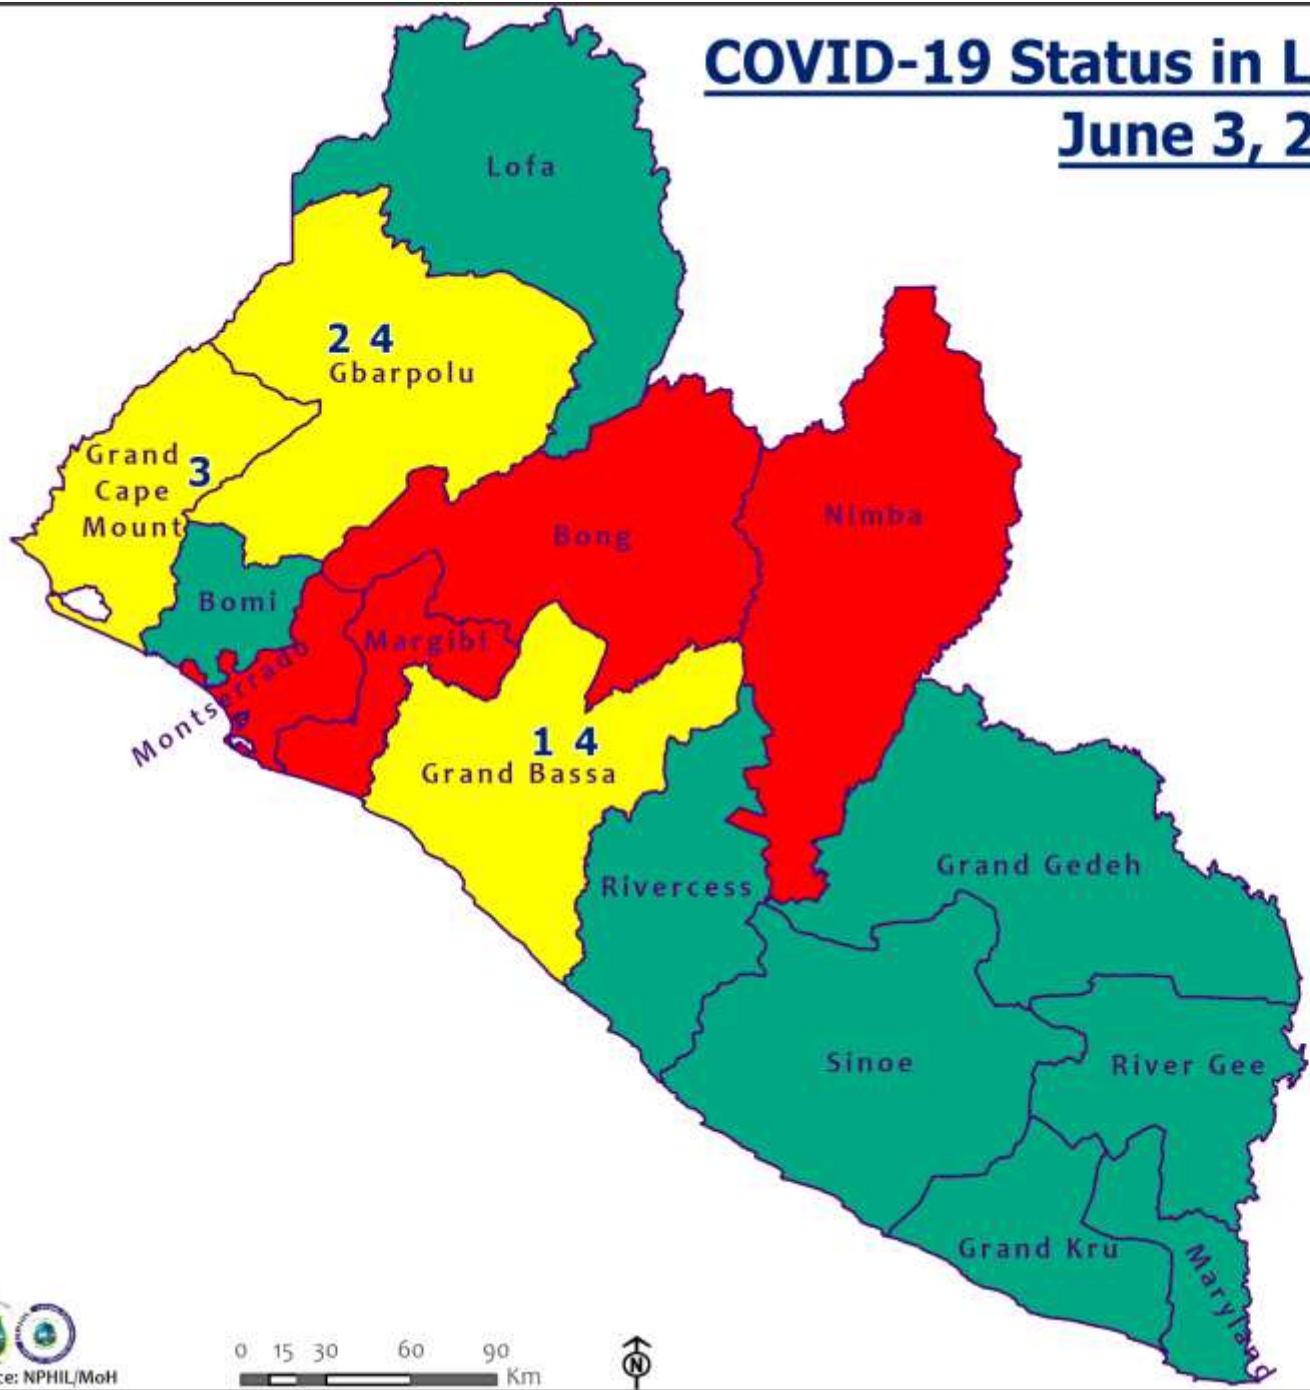 COVID-19 Status in L
June 3, 2
Lofa
2 4
Gbarpolu
Grand
Cape
Mount
3
Bong
Nimba
Bomi
Margibi
Montserrado
1 4
Grand Bassa
Rivercess
Grand Gedeh
Sinoe
River Gee
Grand Kru
Maryland
0 15 30 60 90
Km
N
ce: NPHIL/MoH